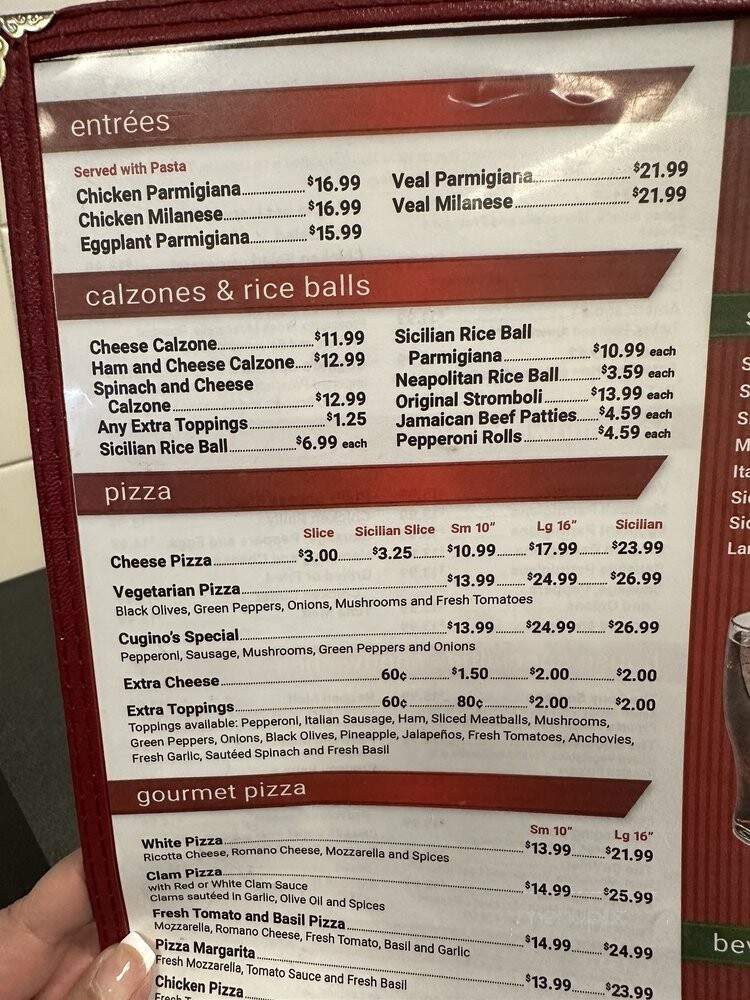 entrées
Served with Pasta
Chicken Parmigiana $16.99
Chicken Milanese $16.99
Eggplant Parmigiana $15.99
Veal Parmigiana $21.99
Veal Milanese $21.99
calzones & rice balls
Cheese Calzone $11.99
Ham and Cheese Calzone $12.99
Spinach and Cheese
Calzone $12.99
Any Extra Toppings $1.25
Sicilian Rice Ball $6.99 each
Sicilian Rice Ball
Parmigiana $10.99 each
Neapolitan Rice Ball $3.59 each
Original Stromboli $13.99 each
Jamaican Beef Patties $4.59 each
Pepperoni Rolls $4.59 each
pizza
Slice Sicilian Slice Sm 10" Lg 16" Sicilian
Cheese Pizza $3.00 $3.25 $10.99 $17.99 $23.99
Vegetarian Pizza $13.99 $24.99 $26.99
Black Olives, Green Peppers, Onions, Mushrooms and Fresh Tomatoes
Cugino's Special $13.99 $24.99 $26.99
Pepperoni, Sausage, Mushrooms, Green Peppers and Onions
Extra Cheese 60¢ $1.50 $2.00 $2.00
Extra Toppings 60¢ 80¢ $2.00 $2.00
Toppings available: Pepperoni, Italian Sausage, Ham, Sliced Meatballs, Mushrooms,
Green Peppers, Onions, Black Olives, Pineapple, Jalapeños, Fresh Tomatoes, Anchovies,
Fresh Garlic, Sautéed Spinach and Fresh Basil
gourmet pizza
Sm 10" Lg 16"
White Pizza $13.99 $21.99
Ricotta Cheese, Romano Cheese, Mozzarella and Spices
Clam Pizza $14.99 $25.99
with Red or White Clam Sauce
Clams sautéed in Garlic, Olive Oil and Spices
Fresh Tomato and Basil Pizza $14.99 $24.99
Mozzarella, Romano Cheese, Fresh Tomato, Basil and Garlic
Pizza Margarita $13.99 $23.99
Fresh Mozzarella, Tomato Sauce and Fresh Basil
Chicken Pizza
Fresh